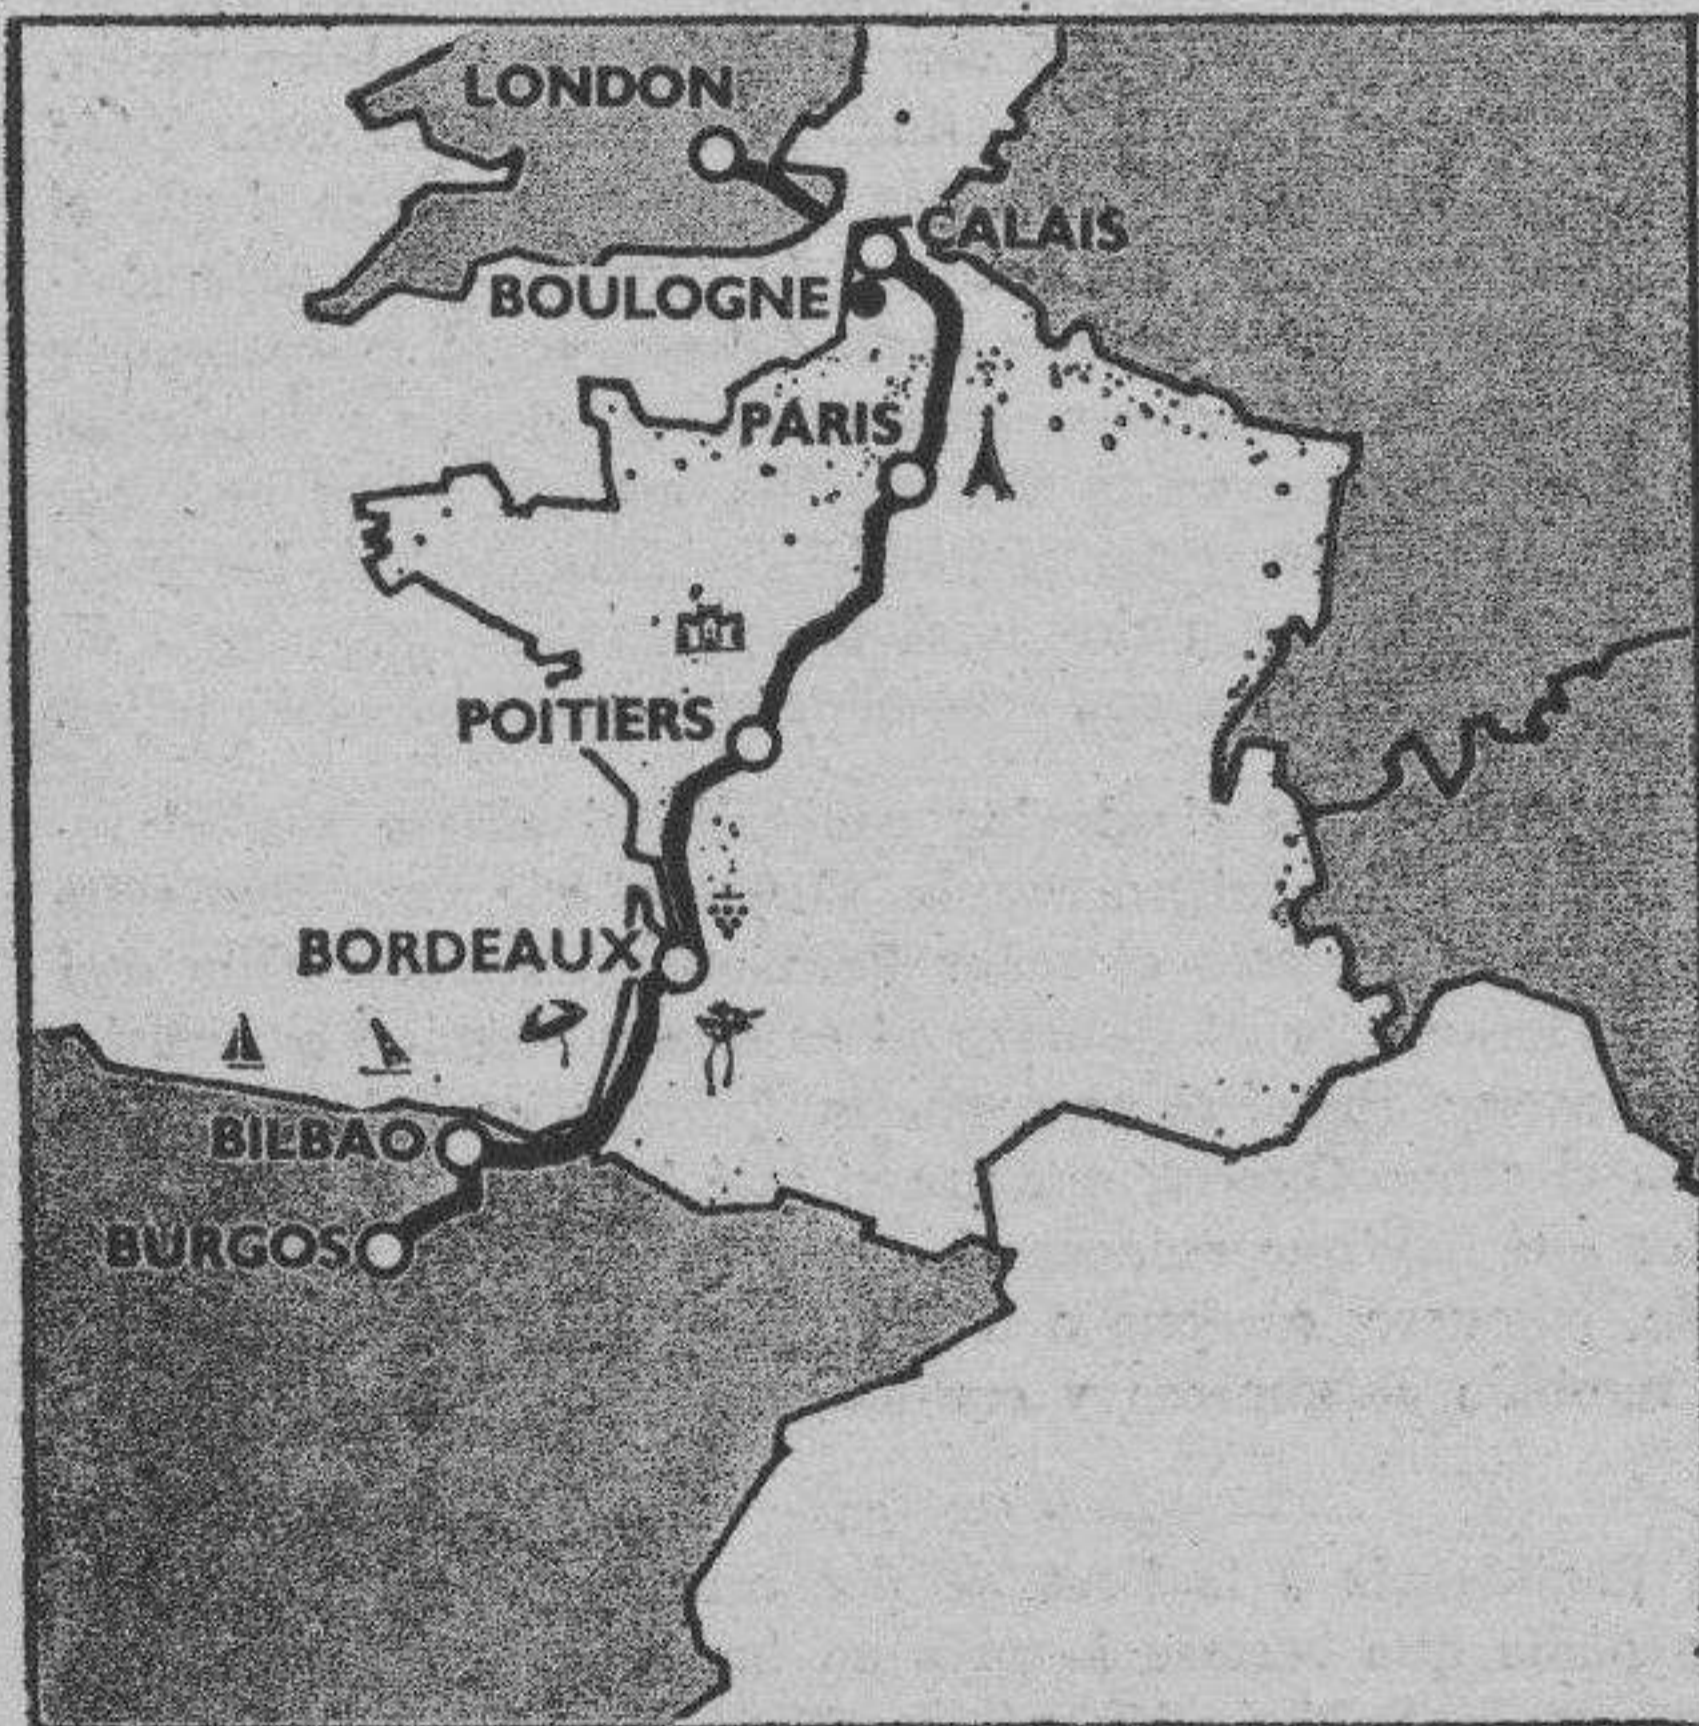 LONDON
CALAIS
BOULOGNE
PARIS
POITIERS
BORDEAUX
BILBAO
BURGOS